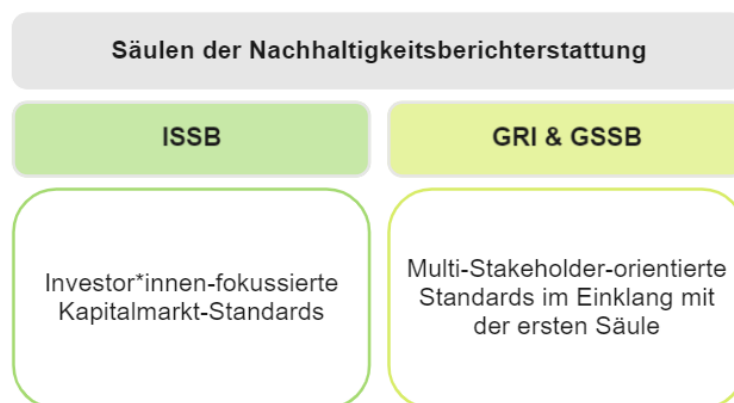 Säulen der Nachhaltigkeitsberichterstattung
ISSB
GRI & GSSB
Investor*innen-fokussierte
Kapitalmarkt-Standards
Multi-Stakeholder-orientierte
Standards im Einklang mit
der ersten Säule